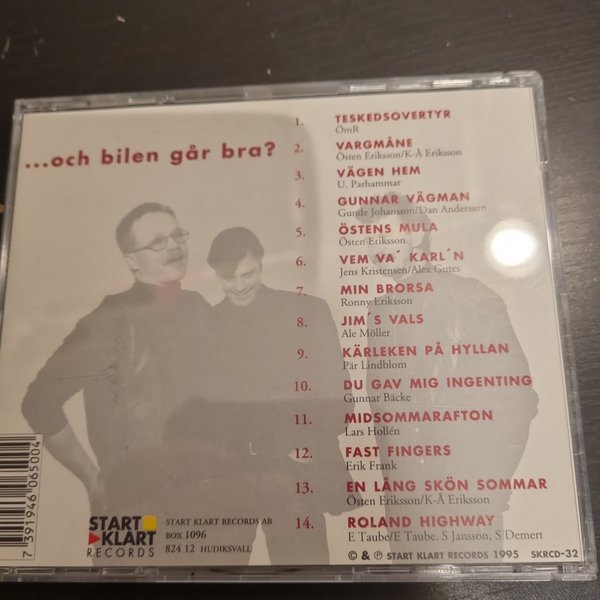 ...och bilen går bra?
1. TESKEDSOVERTYR
ÖmR
2. VARGMÅNE
Östen Eriksson/K-Å Eriksson
3. VÄGEN HEM
U. Parhammar
4. GUNNAR VÄGMAN
Gunde Johansson/Dan Andersson
5. ÖSTENS MULA
Östen Eriksson
6. VEM VA´ KARL´N
Jens Kristensen/Alex Gutes
7. MIN BRORSA
Ronny Eriksson
8. JIM´S VALS
Ale Möller
9. KÄRLEKEN PÅ HYLLAN
Pär Lindblom
10. DU GAV MIG INGENTING
Gunnar Bäcke
11. MIDSOMMARAFTON
Lars Hollén
12. FAST FINGERS
Erik Frank
13. EN LÅNG SKÖN SOMMAR
Östen Eriksson/K-Å Eriksson
14. ROLAND HIGHWAY
E Taube/E Taube, S Jansson, S Demert
© & ℗ START KLART RECORDS 1995 SKRCD-32
START
KLART
RECORDS
START KLART RECORDS AB
BOX 1096
824 12 HUDIKSVALL
7 391946 065004